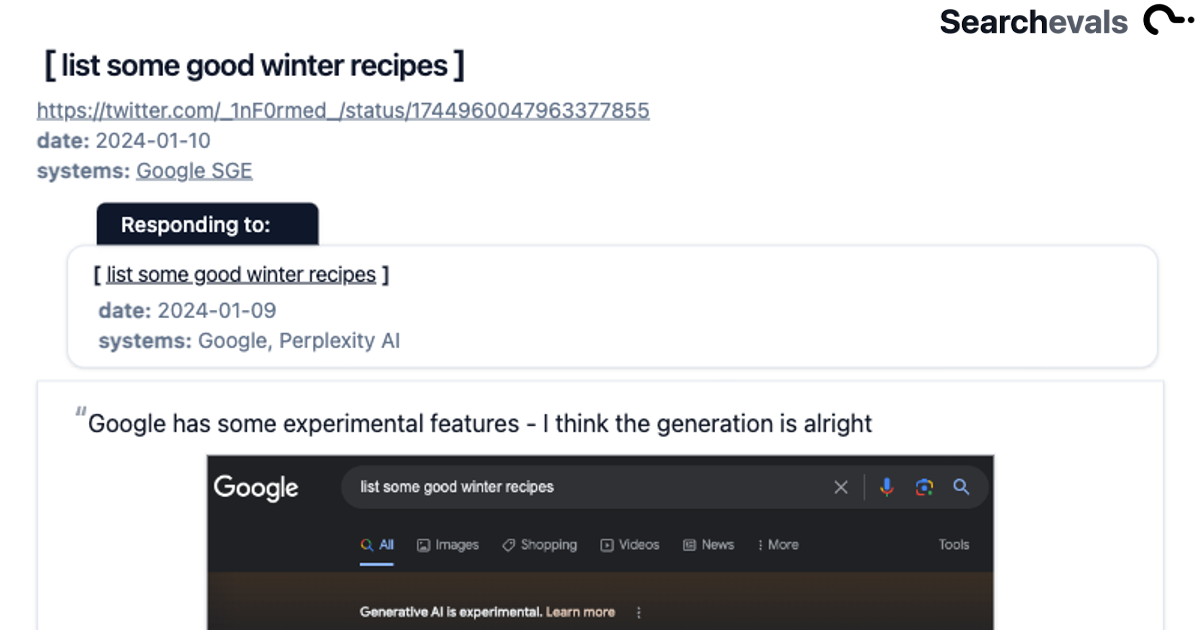 Searchevals
[ list some good winter recipes ]
https://twitter.com/_1nF0rmed_/status/1744960047963377855
date: 2024-01-10
systems: Google SGE
Responding to:
[ list some good winter recipes ]
date: 2024-01-09
systems: Google, Perplexity AI
“Google has some experimental features - I think the generation is alright
Google list some good winter recipes
All Images Shopping Videos News More Tools
Generative AI is experimental. Learn more